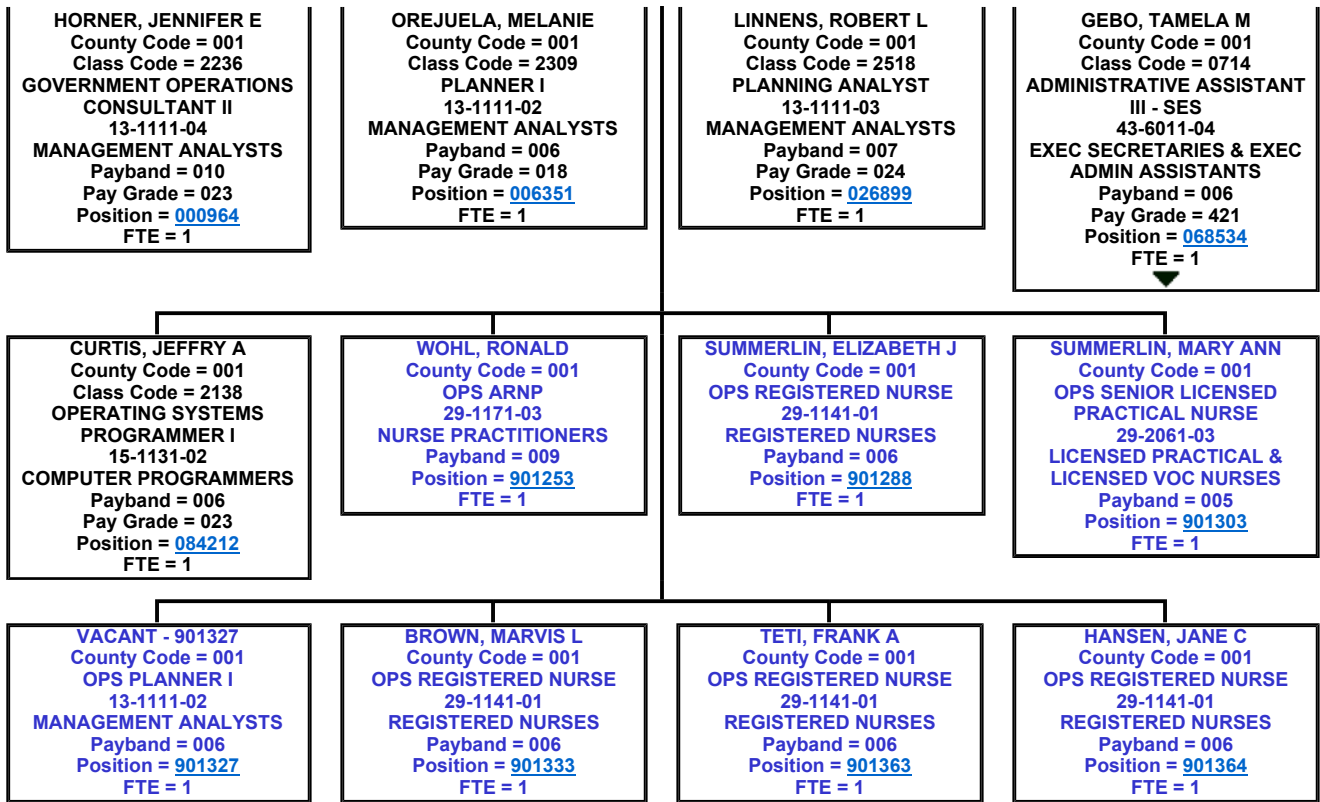 HORNER, JENNIFER E
County Code = 001
Class Code = 2236
GOVERNMENT OPERATIONS
CONSULTANT II
13-1111-04
MANAGEMENT ANALYSTS
Payband = 010
Pay Grade = 023
Position = 000964
FTE = 1
OREJUELA, MELANIE
County Code = 001
Class Code = 2309
PLANNER I
13-1111-02
MANAGEMENT ANALYSTS
Payband = 006
Pay Grade = 018
Position = 006351
FTE = 1
LINNENS, ROBERT L
County Code = 001
Class Code = 2518
PLANNING ANALYST
13-1111-03
MANAGEMENT ANALYSTS
Payband = 007
Pay Grade = 024
Position = 026899
FTE = 1
GEBO, TAMELA M
County Code = 001
Class Code = 0714
ADMINISTRATIVE ASSISTANT
III - SES
43-6011-04
EXEC SECRETARIES & EXEC
ADMIN ASSISTANTS
Payband = 006
Pay Grade = 421
Position = 068534
FTE = 1
CURTIS, JEFFRY A
County Code = 001
Class Code = 2138
OPERATING SYSTEMS
PROGRAMMER I
15-1131-02
COMPUTER PROGRAMMERS
Payband = 006
Pay Grade = 023
Position = 084212
FTE = 1
WOHL, RONALD
County Code = 001
OPS ARNP
29-1171-03
NURSE PRACTITIONERS
Payband = 009
Position = 901253
FTE = 1
SUMMERLIN, ELIZABETH J
County Code = 001
OPS REGISTERED NURSE
29-1141-01
REGISTERED NURSES
Payband = 006
Position = 901288
FTE = 1
SUMMERLIN, MARY ANN
County Code = 001
OPS SENIOR LICENSED
PRACTICAL NURSE
29-2061-03
LICENSED PRACTICAL &
LICENSED VOC NURSES
Payband = 005
Position = 901303
FTE = 1
VACANT - 901327
County Code = 001
OPS PLANNER I
13-1111-02
MANAGEMENT ANALYSTS
Payband = 006
Position = 901327
FTE = 1
BROWN, MARVIS L
County Code = 001
OPS REGISTERED NURSE
29-1141-01
REGISTERED NURSES
Payband = 006
Position = 901333
FTE = 1
TETI, FRANK A
County Code = 001
OPS REGISTERED NURSE
29-1141-01
REGISTERED NURSES
Payband = 006
Position = 901363
FTE = 1
HANSEN, JANE C
County Code = 001
OPS REGISTERED NURSE
29-1141-01
REGISTERED NURSES
Payband = 006
Position = 901364
FTE = 1